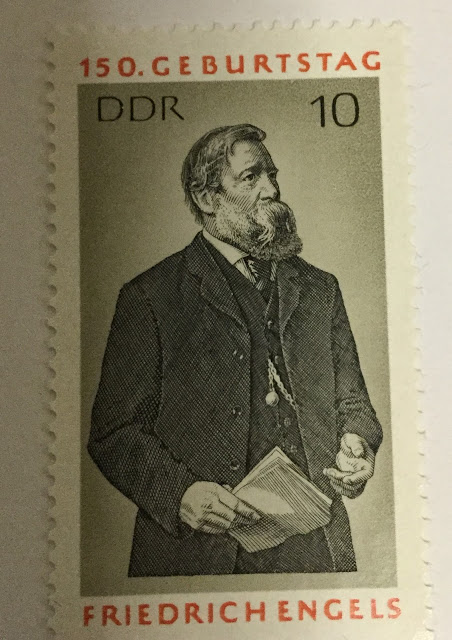 150. GEBURTSTAG
DDR 10
FRIEDRICH ENGELS